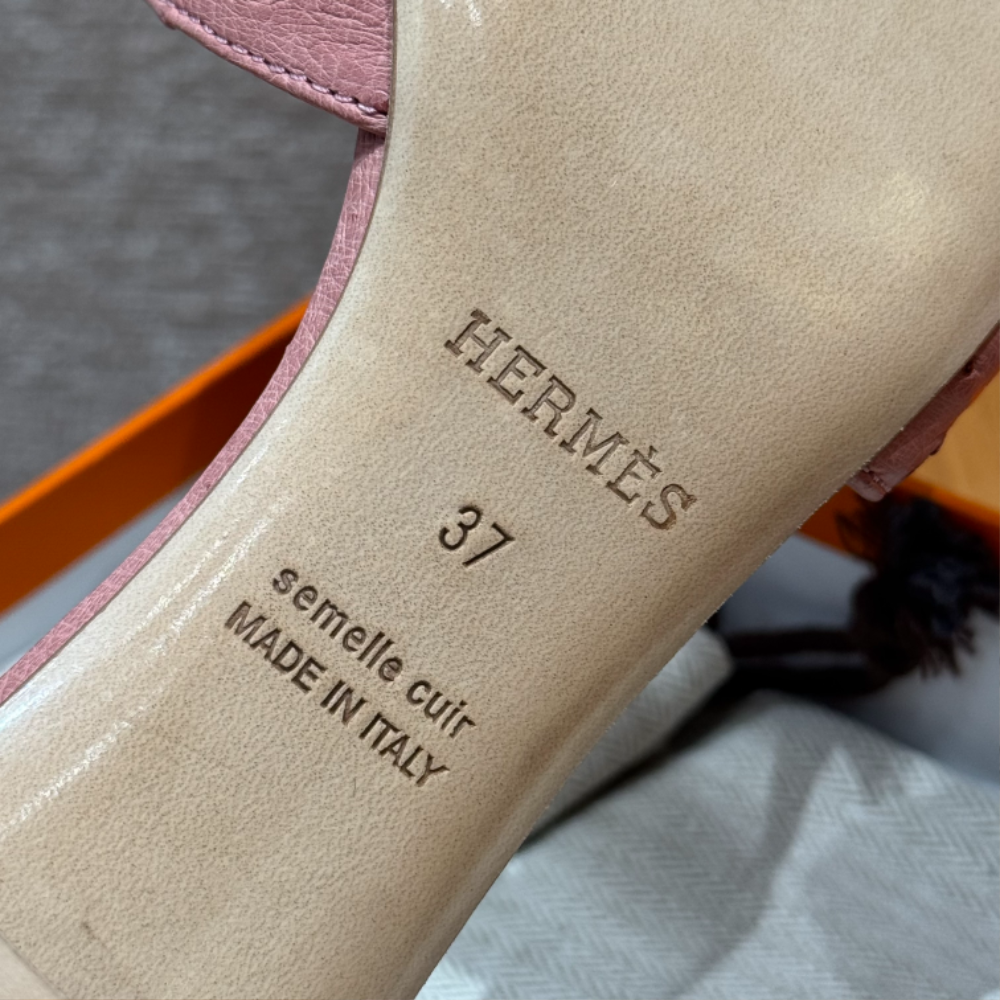 HERMÈS
37
semelle cuir
MADE IN ITALY